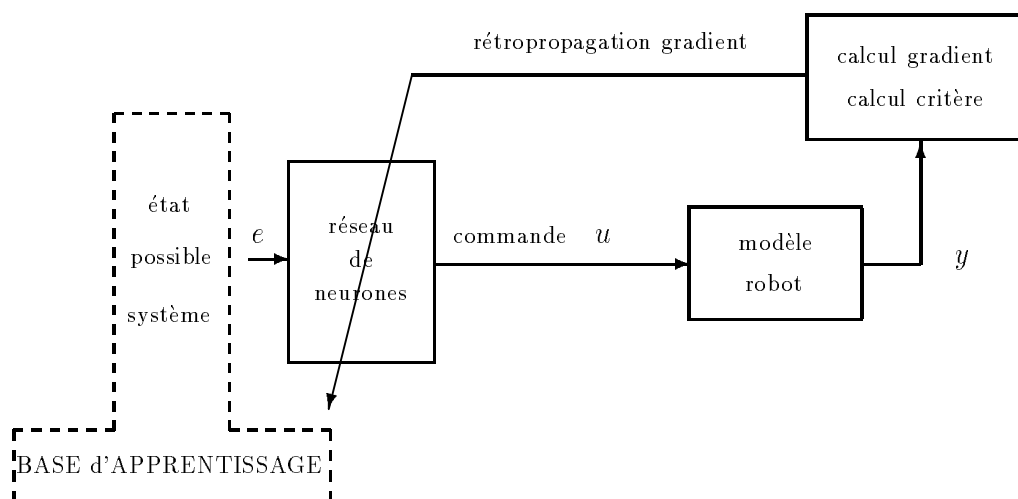 rétropropagation gradient
calcul gradient
calcul critère
état
possible
système
e
réseau
de
neurones
commande u
modèle
robot
y
BASE d'APPRENTISSAGE